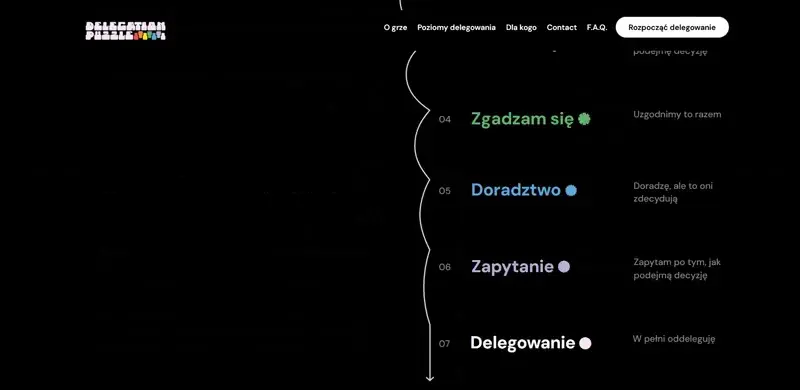 DELEGATION
PUZZLE
O grze
Poziomy delegowania
Dla kogo
Contact
F.A.Q.
Rozpocząć delegowanie
podejmę decyzję
04
Zgadzam się
Uzgodnimy to razem
05
Doradztwo
Doradzę, ale to oni
zdecydują
06
Zapytanie
Zapytam po tym, jak
podejmą decyzję
07
Delegowanie
W pełni oddeleguję